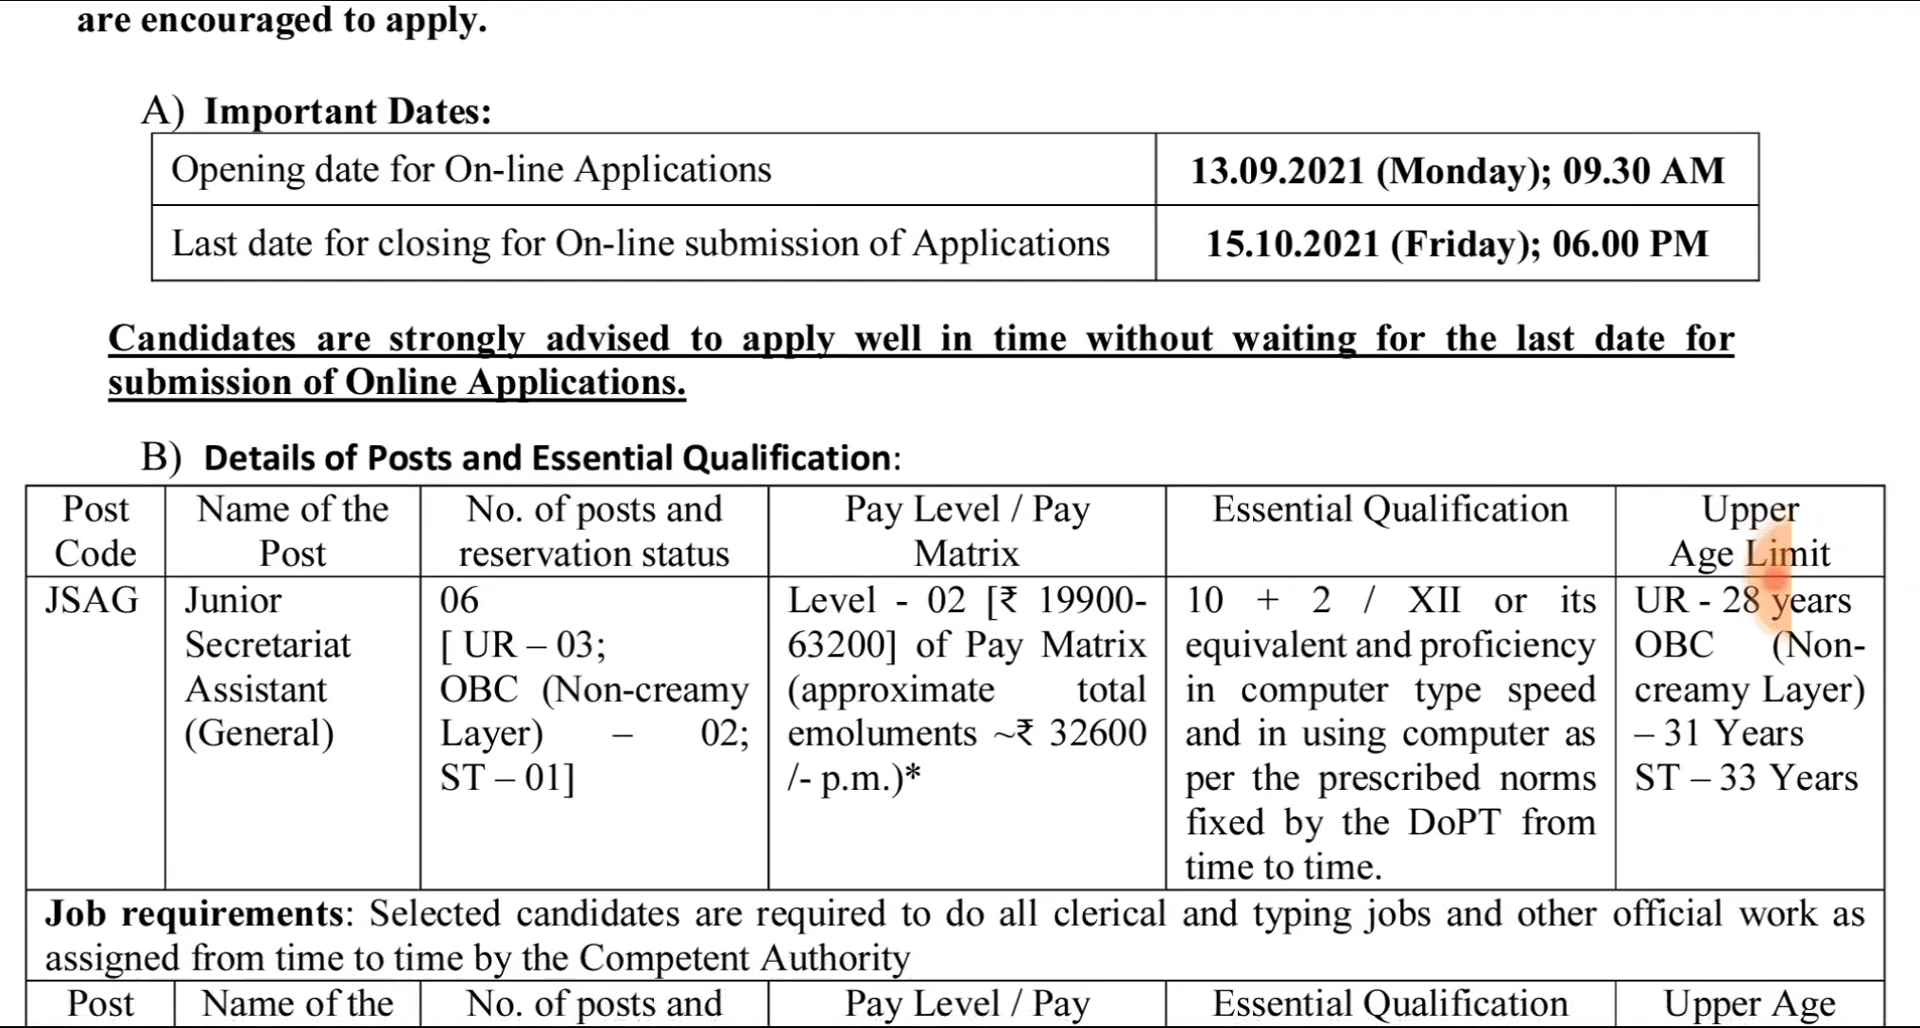 are encouraged to apply.
A) Important Dates:
Opening date for On-line Applications
13.09.2021 (Monday); 09.30 AM
Last date for closing for On-line submission of Applications
15.10.2021 (Friday); 06.00 PM
Candidates are strongly advised to apply well in time without waiting for the last date for
submission of Online Applications.
B) Details of Posts and Essential Qualification:
Post
Code
Name of the
Post
No. of posts and
reservation status
Pay Level / Pay
Matrix
Essential Qualification
Upper
Age Limit
JSAG
Junior
Secretariat
Assistant
(General)
06
[ UR – 03;
OBC (Non-creamy
Layer) – 02;
ST – 01]
Level - 02 [₹ 19900-
63200] of Pay Matrix
(approximate total
emoluments ~₹ 32600
/- p.m.)*
10 + 2 / XII or its
equivalent and proficiency
in computer type speed
and in using computer as
per the prescribed norms
fixed by the DoPT from
time to time.
UR - 28 years
OBC (Non-
creamy Layer)
– 31 Years
ST – 33 Years
Job requirements: Selected candidates are required to do all clerical and typing jobs and other official work as
assigned from time to time by the Competent Authority
Post
Name of the
No. of posts and
Pay Level / Pay
Essential Qualification
Upper Age